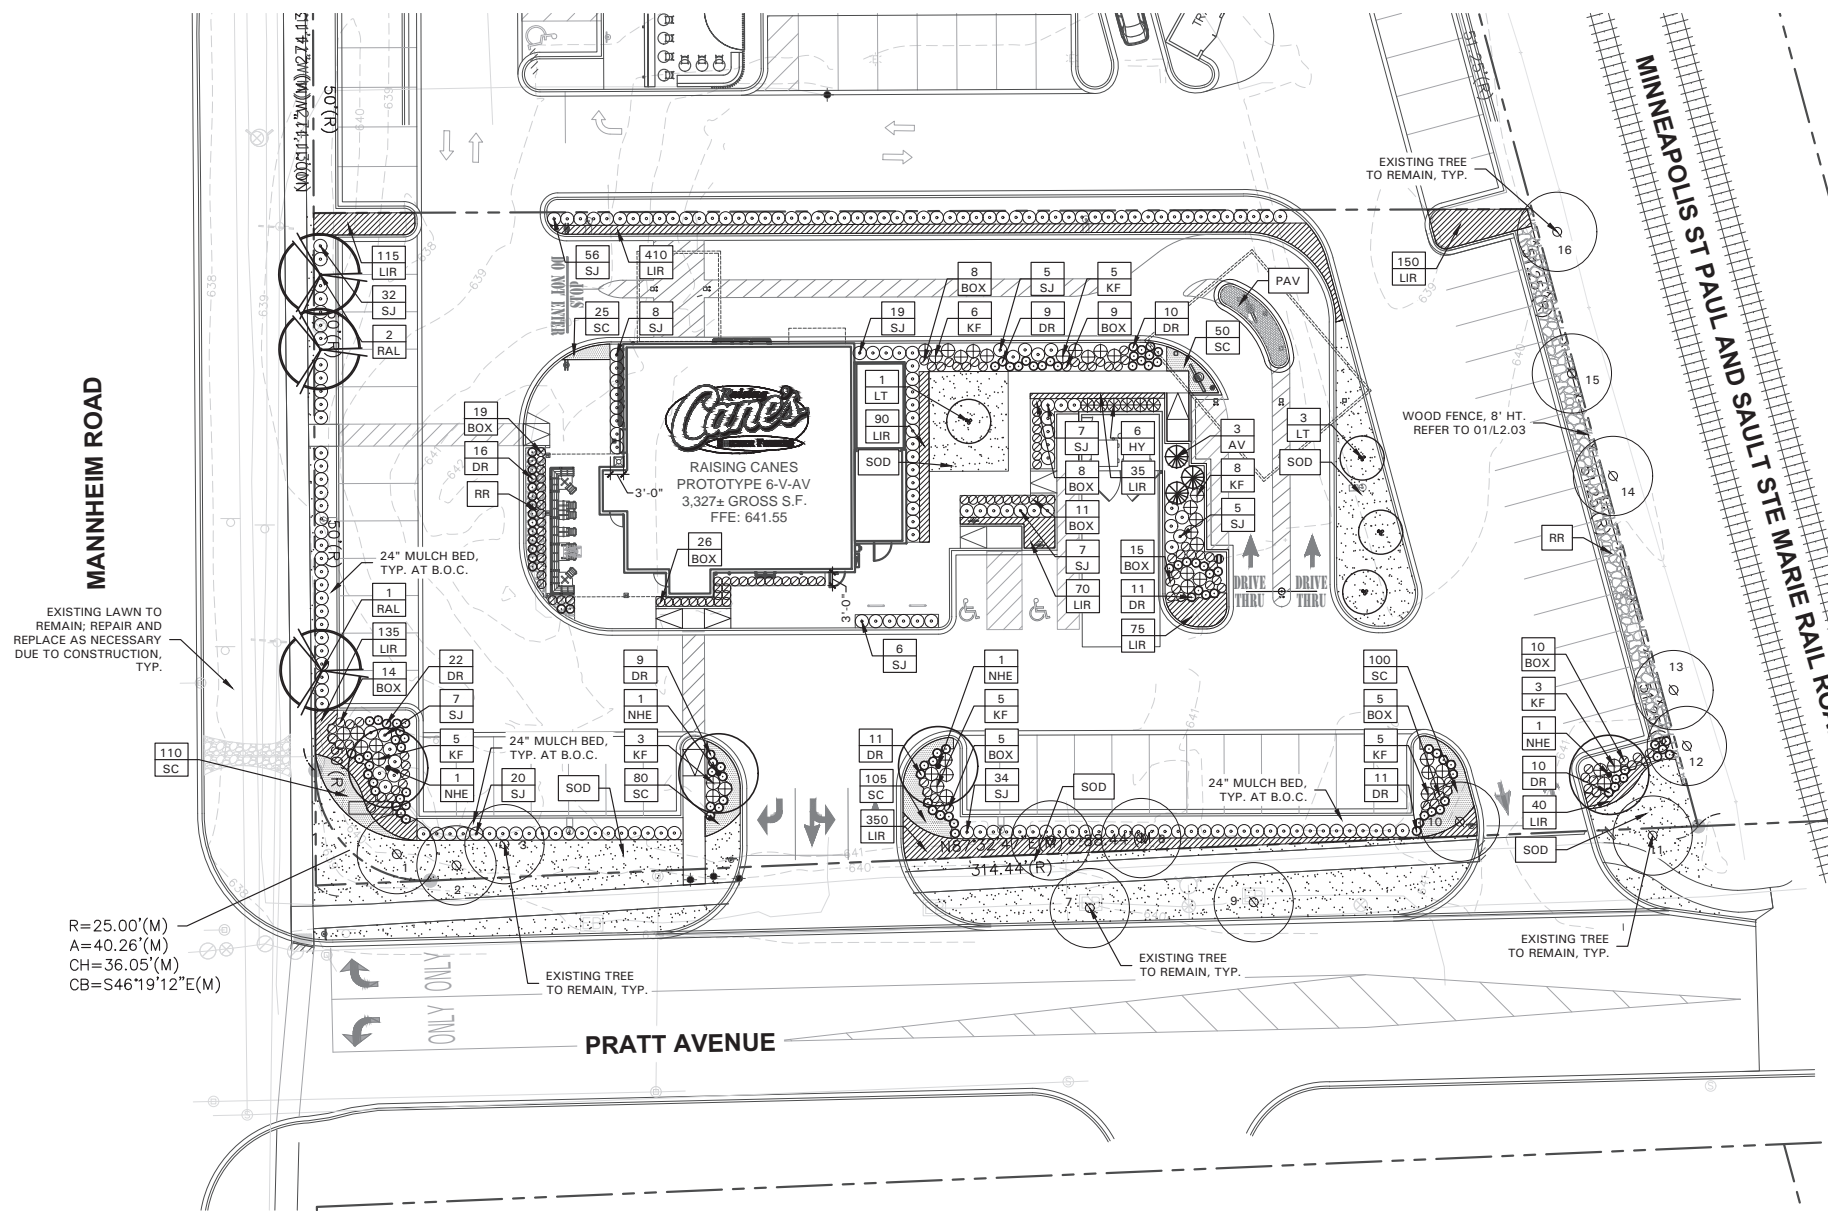 MANNHEIM ROAD
MINNEAPOLIS ST PAUL AND SAULT STE MARIE RAIL
50'(R)
EXISTING TREE
TO REMAIN, TYP.
16
150
LIR
115
LIR
32
SJ
2
RAL
56
SJ
410
LIR
DO NOT ENTER
STOP
25
SC
8
SJ
19
SJ
8
BOX
6
KF
5
SJ
9
DR
5
KF
9
BOX
10
DR
50
SC
PAV
15
WOOD FENCE, 8' HT.
REFER TO 01/L2.03
14
RR
13
12
19
BOX
16
DR
RR
3'-0"
Raising
Cane's
RAISING CANES
PROTOTYPE 6-V-AV
3,327± GROSS S.F.
FFE: 641.55
1
LT
90
LIR
SOD
7
SJ
8
BOX
6
HY
35
LIR
11
BOX
7
SJ
70
LIR
15
BOX
11
DR
75
LIR
3
AV
8
KF
5
SJ
3
LT
SOD
DRIVE
THRU
DRIVE
THRU
26
BOX
3'-0"
6
SJ
24" MULCH BED,
TYP. AT B.O.C.
EXISTING LAWN TO
REMAIN; REPAIR AND
REPLACE AS NECESSARY
DUE TO CONSTRUCTION,
TYP.
1
RAL
135
LIR
14
BOX
110
SC
22
DR
7
SJ
5
KF
1
NHE
24" MULCH BED,
TYP. AT B.O.C.
20
SJ
SOD
9
DR
1
NHE
3
KF
80
SC
11
DR
105
SC
350
LIR
1
NHE
5
KF
5
BOX
34
SJ
SOD
24" MULCH BED,
TYP. AT B.O.C.
100
SC
5
BOX
5
KF
11
DR
10
BOX
3
KF
1
NHE
10
DR
40
LIR
SOD
1
2
3
7
9
10
11
314.44'(R)
R=25.00'(M)
A=40.26'(M)
CH=36.05'(M)
CB=S46°19'12"E(M)
EXISTING TREE
TO REMAIN, TYP.
EXISTING TREE
TO REMAIN, TYP.
EXISTING TREE
TO REMAIN, TYP.
ONLY ONLY
ONLY
PRATT AVENUE